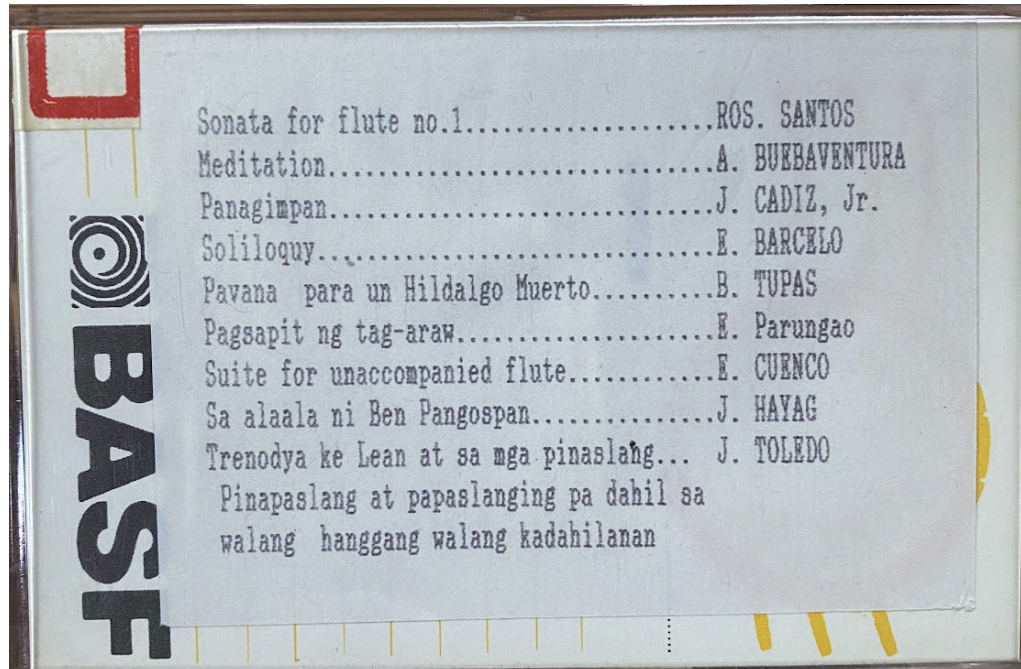 Sonata for flute no.1......................ROS. SANTOS
Meditation................................A. BUEBAVENTURA
Panagimpan................................J. CADIZ, Jr.
Soliloquy.................................E. BARCELO
Pavana para un Hildalgo Muerto..........B. TUPAS
Pagsapit ng tag-araw......................E. Parungao
Suite for unaccompanied flute............E. CUENCO
Sa alaala ni Ben Pangospan...............J. HAYAG
Trenodya ke Lean at sa mga pinaslahg... J. TOLEDO
Pinapaslang at papaslanging pa dahil sa
walang hanggang walang kadahilanan
BASF